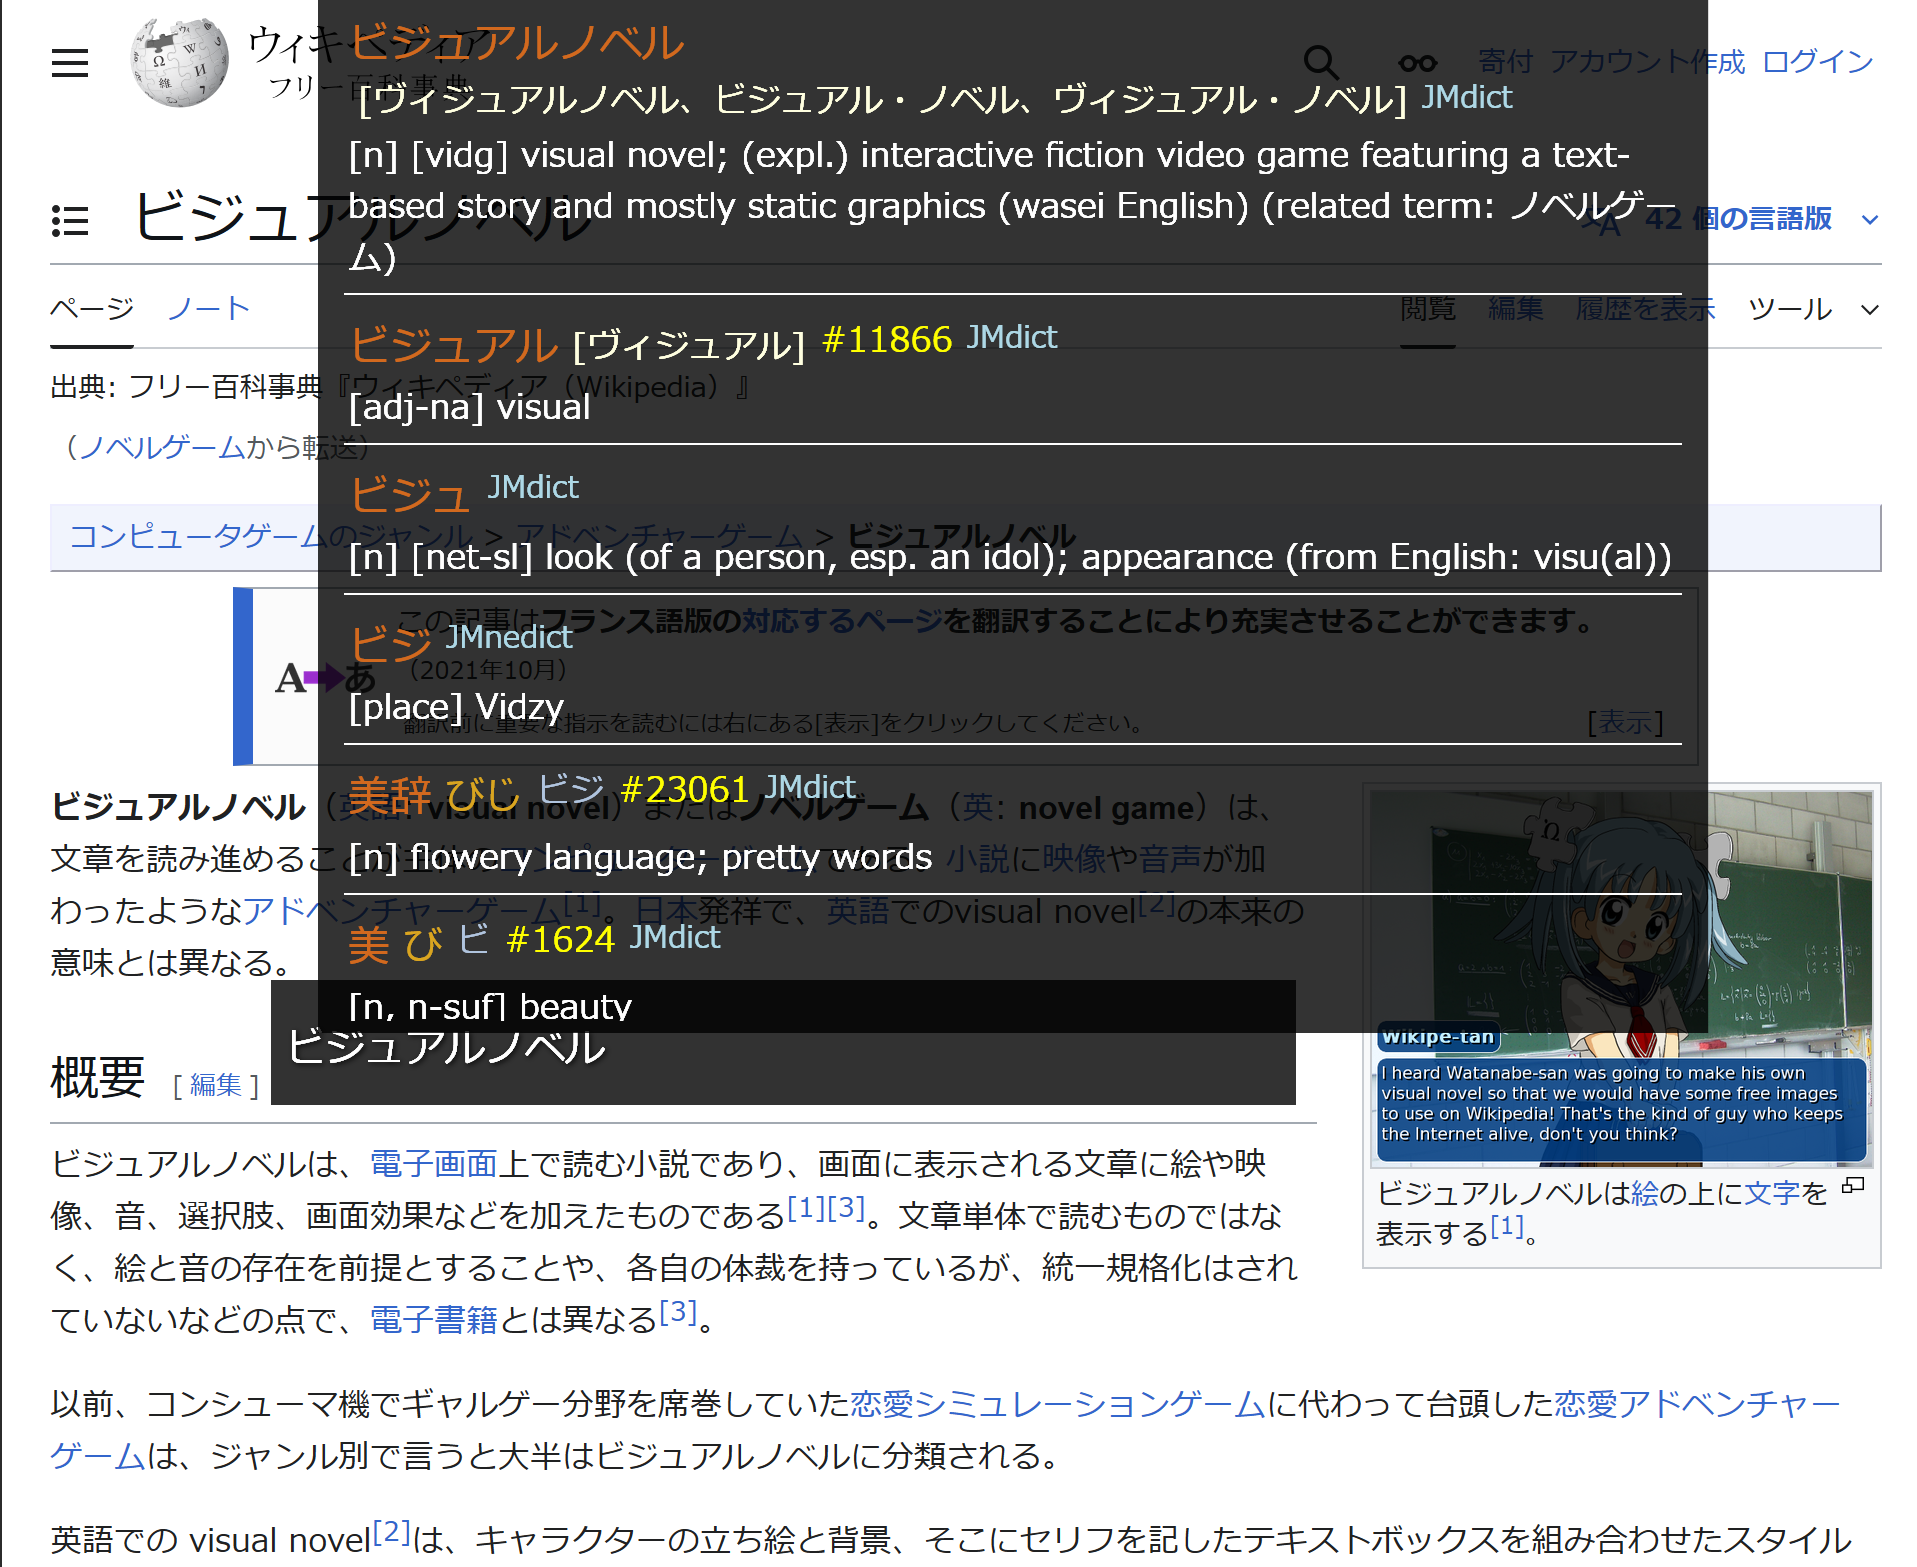 ビジュアルノベル
[ヴィジュアルノベル、ビジュアル・ノベル、ヴィジュアル・ノベル] JMdict
[n] [vidg] visual novel; (expl.) interactive fiction video game featuring a text-
based story and mostly static graphics (wasei English) (related term: ノベルゲー
ム)
ビジュアル [ヴィジュアル] #11866 JMdict
[adj-na] visual
ビジュ JMdict
[n] [net-sl] look (of a person, esp. an idol); appearance (from English: visu(al))
ビジ JMnedict
[place] Vidzy
美辞 びじ ビジ #23061 JMdict
[n] flowery language; pretty words
美 び ビ #1624 JMdict
[n, n-suf] beauty
ビジュアルノベル
ウィキペディア
フリー百科事典
寄付 アカウント作成 ログイン
ビジュアルノベル
42 個の言語版
ページ ノート
閲覧 編集 履歴を表示 ツール
出典: フリー百科事典『ウィキペディア（Wikipedia）』
（ノベルゲームから転送）
コンピュータゲームのジャンル > アドベンチャーゲーム > ビジュアルノベル
この記事はフランス語版の対応するページを翻訳することにより充実させることができます。
（2021年10月）
翻訳前に重要な指示を読むには右にある[表示]をクリックしてください。
[表示]
A あ
ビジュアルノベル（英語: visual novel）またはノベルゲーム（英: novel game）は、
文章を読み進めることが主体のコンピュータゲームである。小説に映像や音声が加
わったようなアドベンチャーゲーム[1]。日本発祥で、英語でのvisual novel[2]の本来の
意味とは異なる。
Wikipe-tan
I heard Watanabe-san was going to make his own
visual novel so that we would have some free images
to use on Wikipedia! That's the kind of guy who keeps
the Internet alive, don't you think?
ビジュアルノベルは絵の上に文字を
表示する[1]。
概要 [ 編集 ]
ビジュアルノベルは、電子画面上で読む小説であり、画面に表示される文章に絵や映
像、音、選択肢、画面効果などを加えたものである[1][3]。文章単体で読むものではな
く、絵と音の存在を前提とすることや、各自の体裁を持っているが、統一規格化はされ
ていないなどの点で、電子書籍とは異なる[3]。
以前、コンシューマ機でギャルゲー分野を席巻していた恋愛シミュレーションゲームに代わって台頭した恋愛アドベンチャー
ゲームは、ジャンル別で言うと大半はビジュアルノベルに分類される。
英語での visual novel[2]は、キャラクターの立ち絵と背景、そこにセリフを記したテキストボックスを組み合わせたスタイル